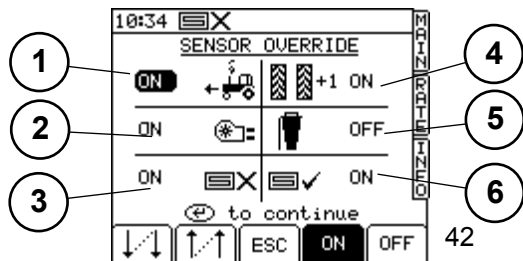 10:34
SENSOR OVERRIDE
1 ON +1 ON 4
2 ON OFF 5
3 ON ON 6
to continue
ESC ON OFF
MAIN RATE INFO
42